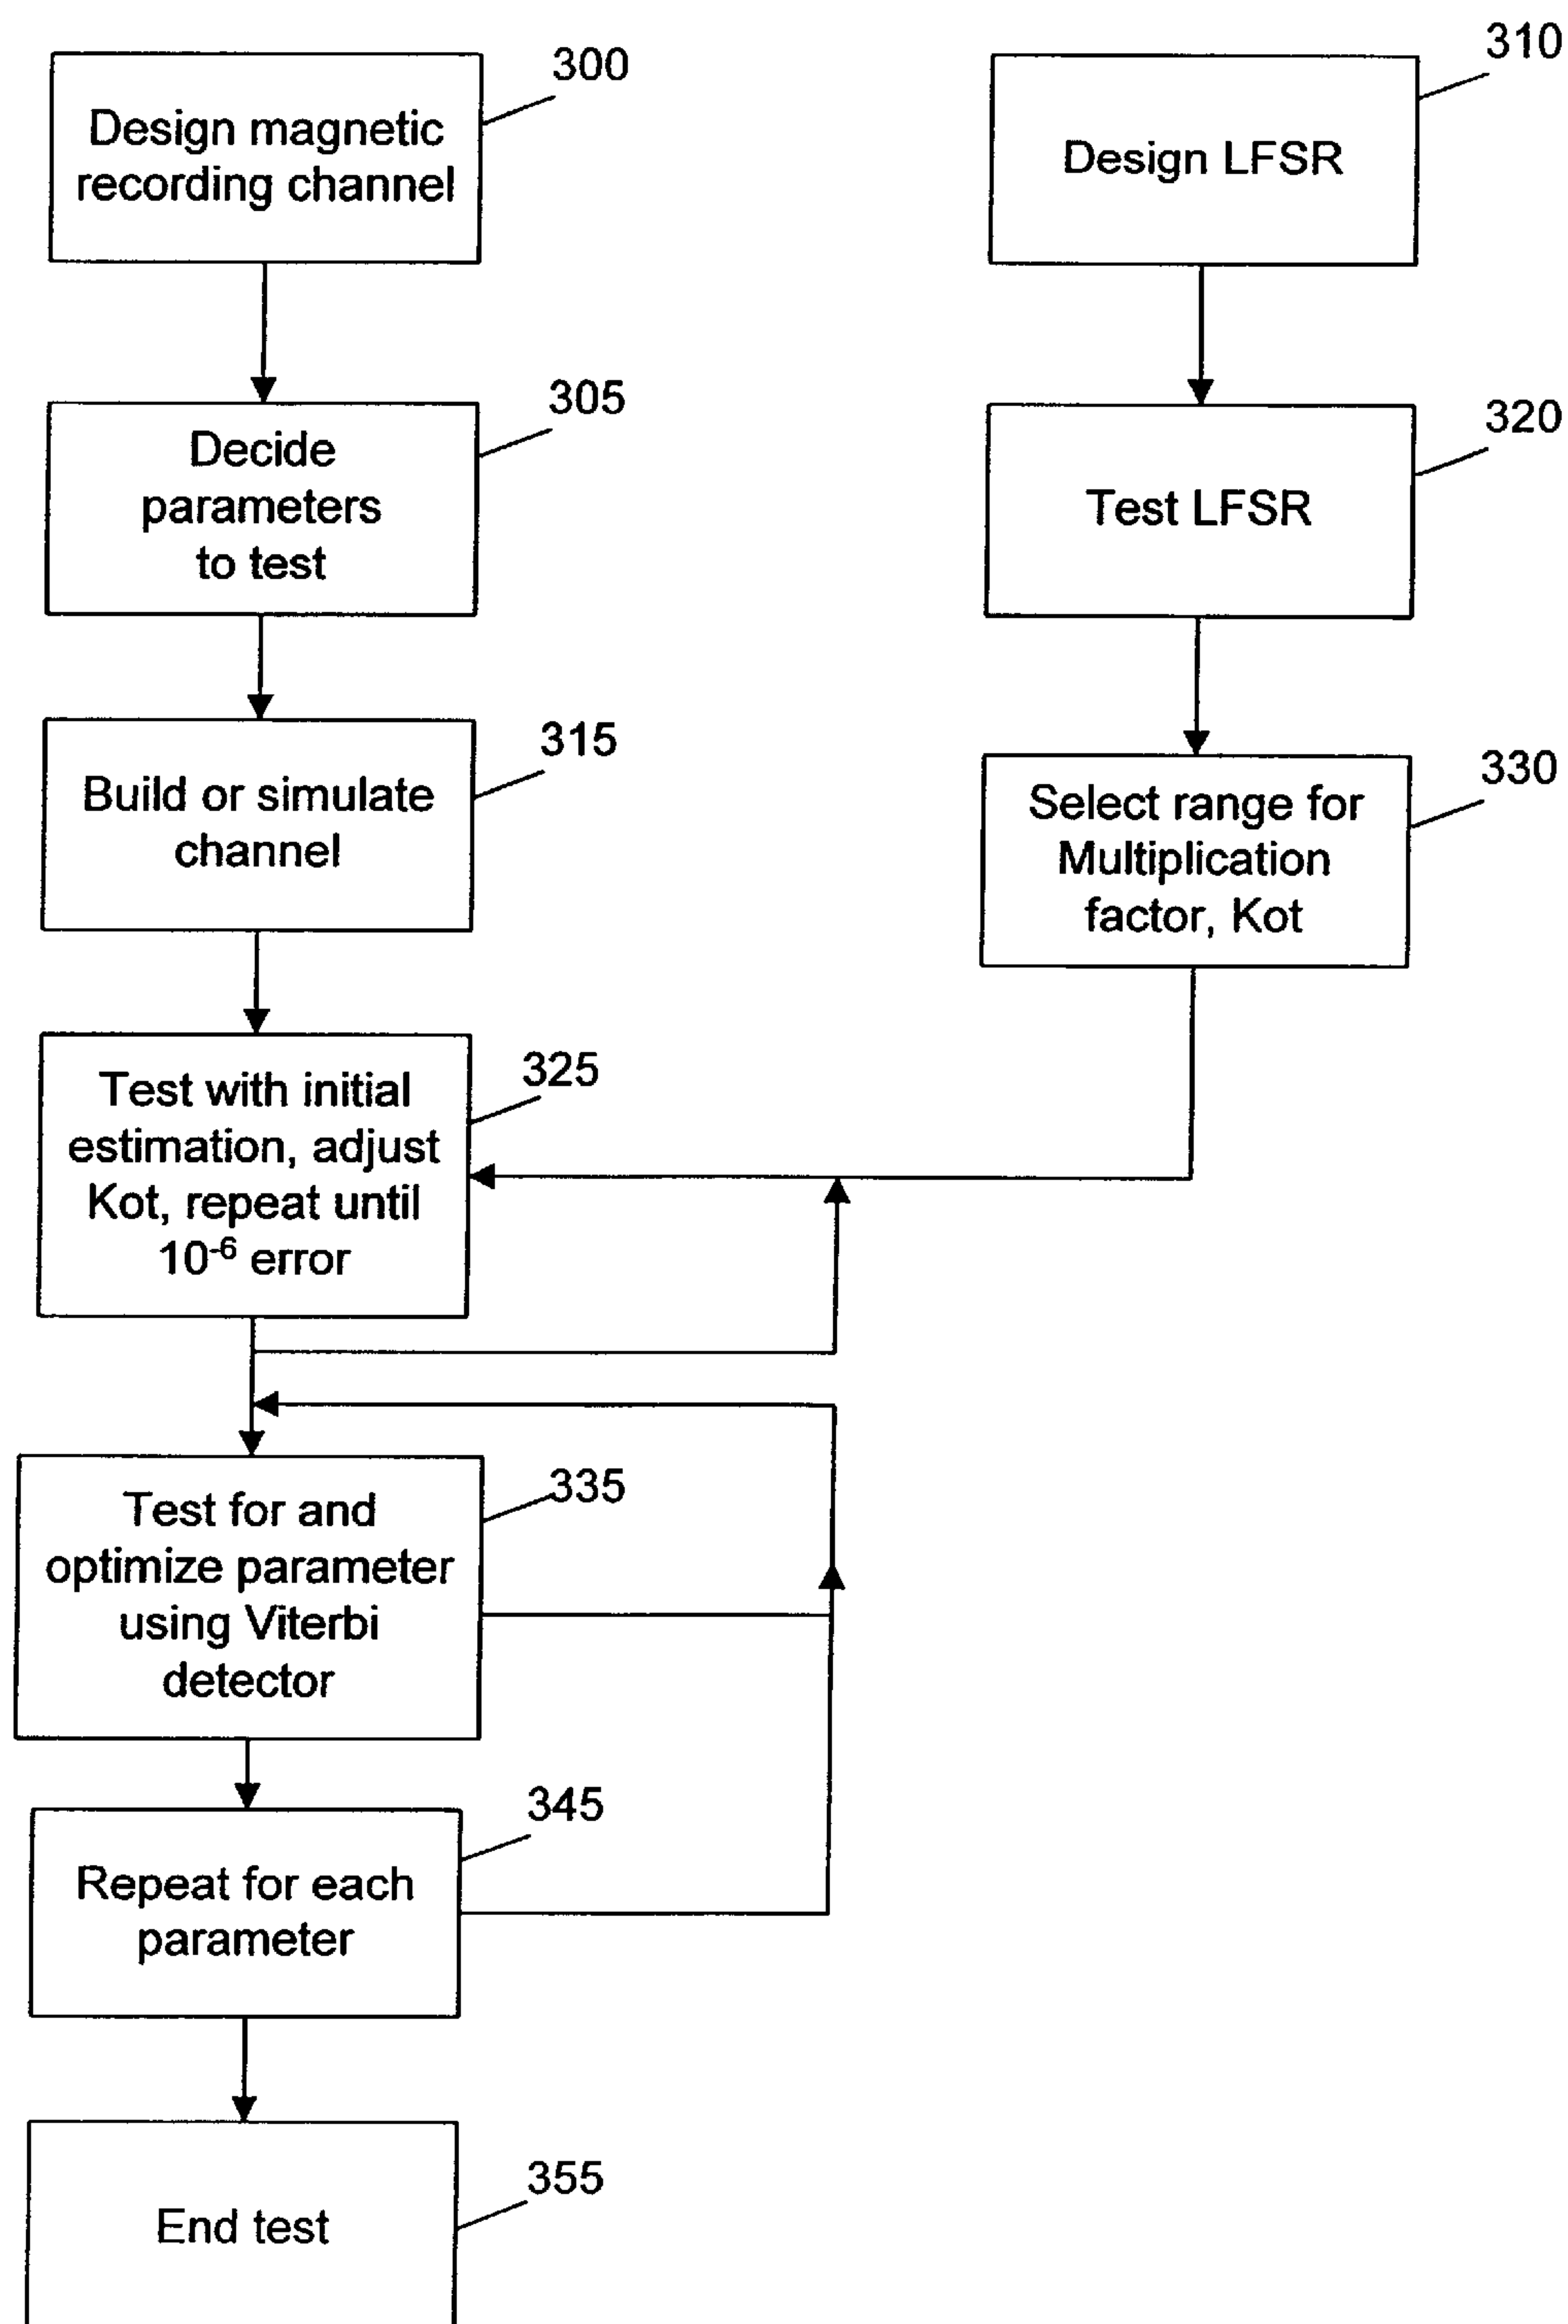 300
Design magnetic
recording channel
310
Design LFSR
305
Decide
parameters
to test
320
Test LFSR
315
Build or simulate
channel
330
Select range for
Multiplication
factor, Kot
325
Test with initial
estimation, adjust
Kot, repeat until
10⁻⁶ error
335
Test for and
optimize parameter
using Viterbi
detector
345
Repeat for each
parameter
355
End test